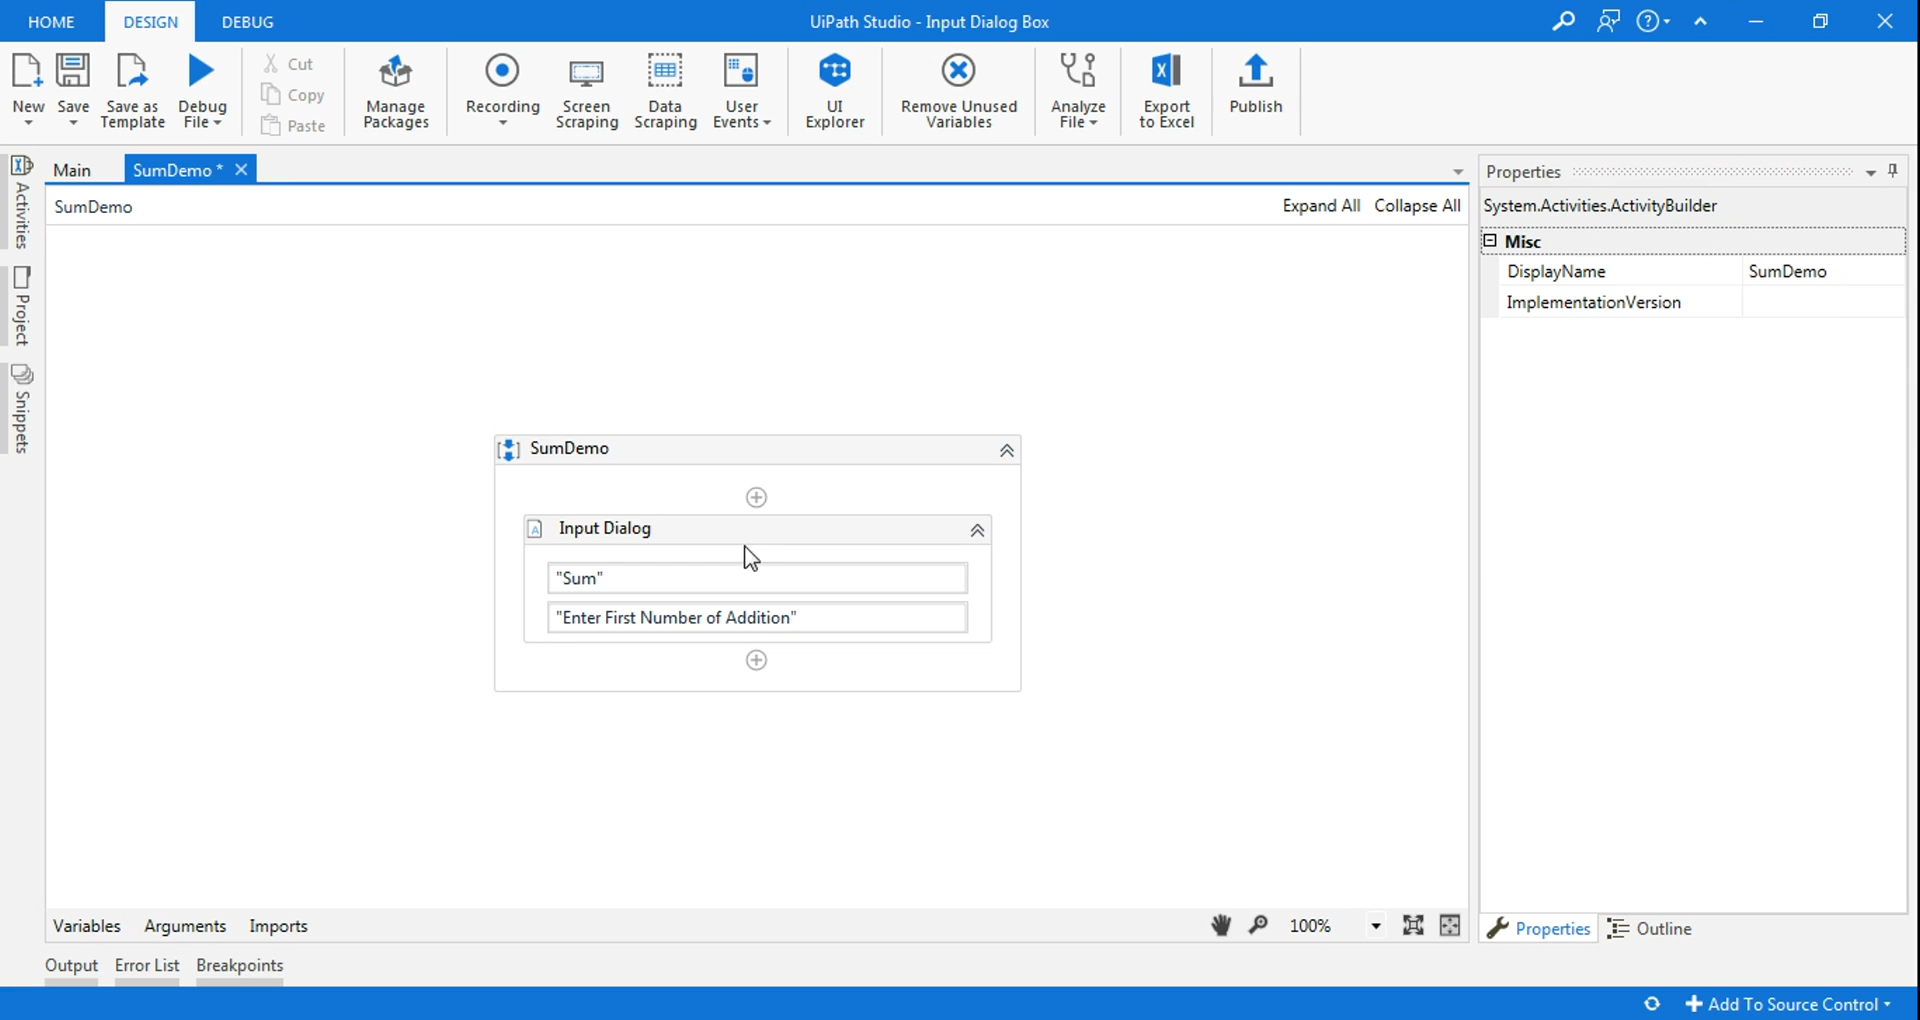 HOME DESIGN DEBUG UiPath Studio - Input Dialog Box
New Save Save as Template Debug File Cut Copy Paste Manage Packages Recording Screen Scraping Data Scraping User Events UI Explorer Remove Unused Variables Analyze File Export to Excel Publish
Activities
Project
Snippets
Main SumDemo *
SumDemo Expand All Collapse All
SumDemo
Input Dialog
"Sum"
"Enter First Number of Addition"
Properties
System.Activities.ActivityBuilder
Misc
DisplayName SumDemo
ImplementationVersion
Variables Arguments Imports 100%
Properties Outline
Output Error List Breakpoints
Add To Source Control